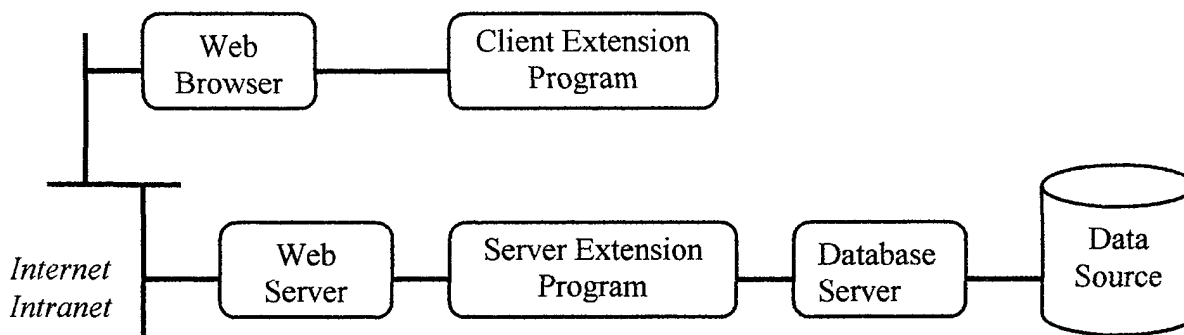 Web
Browser
Client Extension
Program
Internet
Intranet
Web
Server
Server Extension
Program
Database
Server
Data
Source